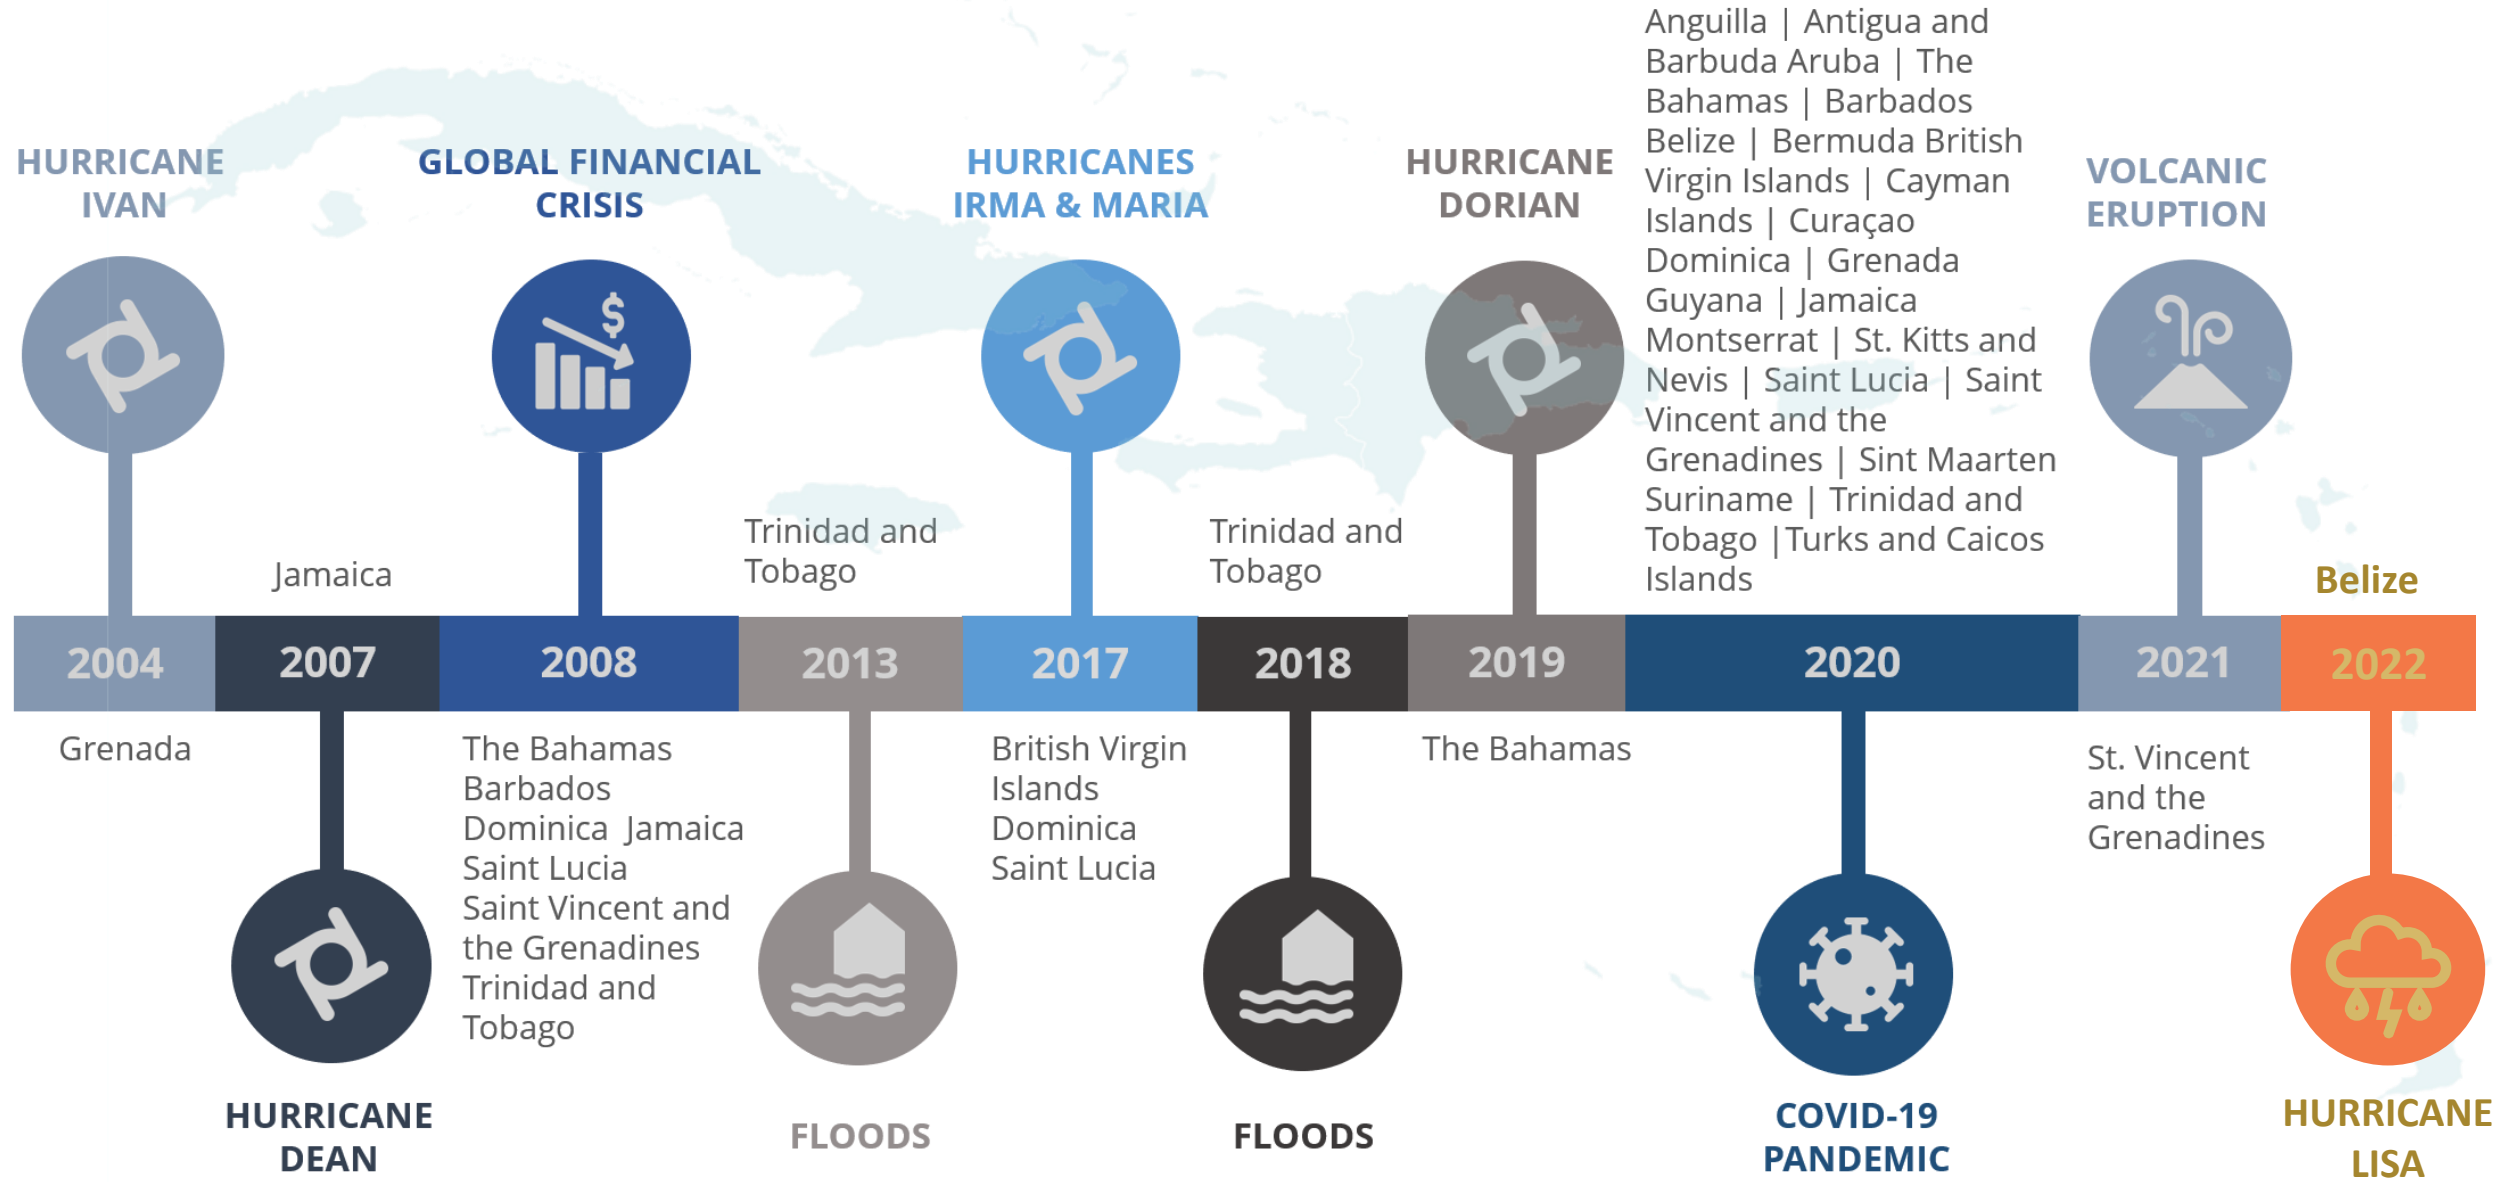 HURRICANE
IVAN
2004
Grenada
Jamaica
2007
HURRICANE
DEAN
GLOBAL FINANCIAL
CRISIS
$
2008
The Bahamas
Barbados
Dominica  Jamaica
Saint Lucia
Saint Vincent and
the Grenadines
Trinidad and
Tobago
Trinidad and
Tobago
2013
FLOODS
HURRICANES
IRMA & MARIA
2017
British Virgin
Islands
Dominica
Saint Lucia
Trinidad and
Tobago
2018
FLOODS
HURRICANE
DORIAN
2019
The Bahamas
Anguilla | Antigua and
Barbuda Aruba | The
Bahamas | Barbados
Belize | Bermuda British
Virgin Islands | Cayman
Islands | Curaçao
Dominica | Grenada
Guyana | Jamaica
Montserrat | St. Kitts and
Nevis | Saint Lucia | Saint
Vincent and the
Grenadines | Sint Maarten
Suriname | Trinidad and
Tobago |Turks and Caicos
Islands
2020
COVID-19
PANDEMIC
VOLCANIC
ERUPTION
2021
St. Vincent
and the
Grenadines
Belize
2022
HURRICANE
LISA